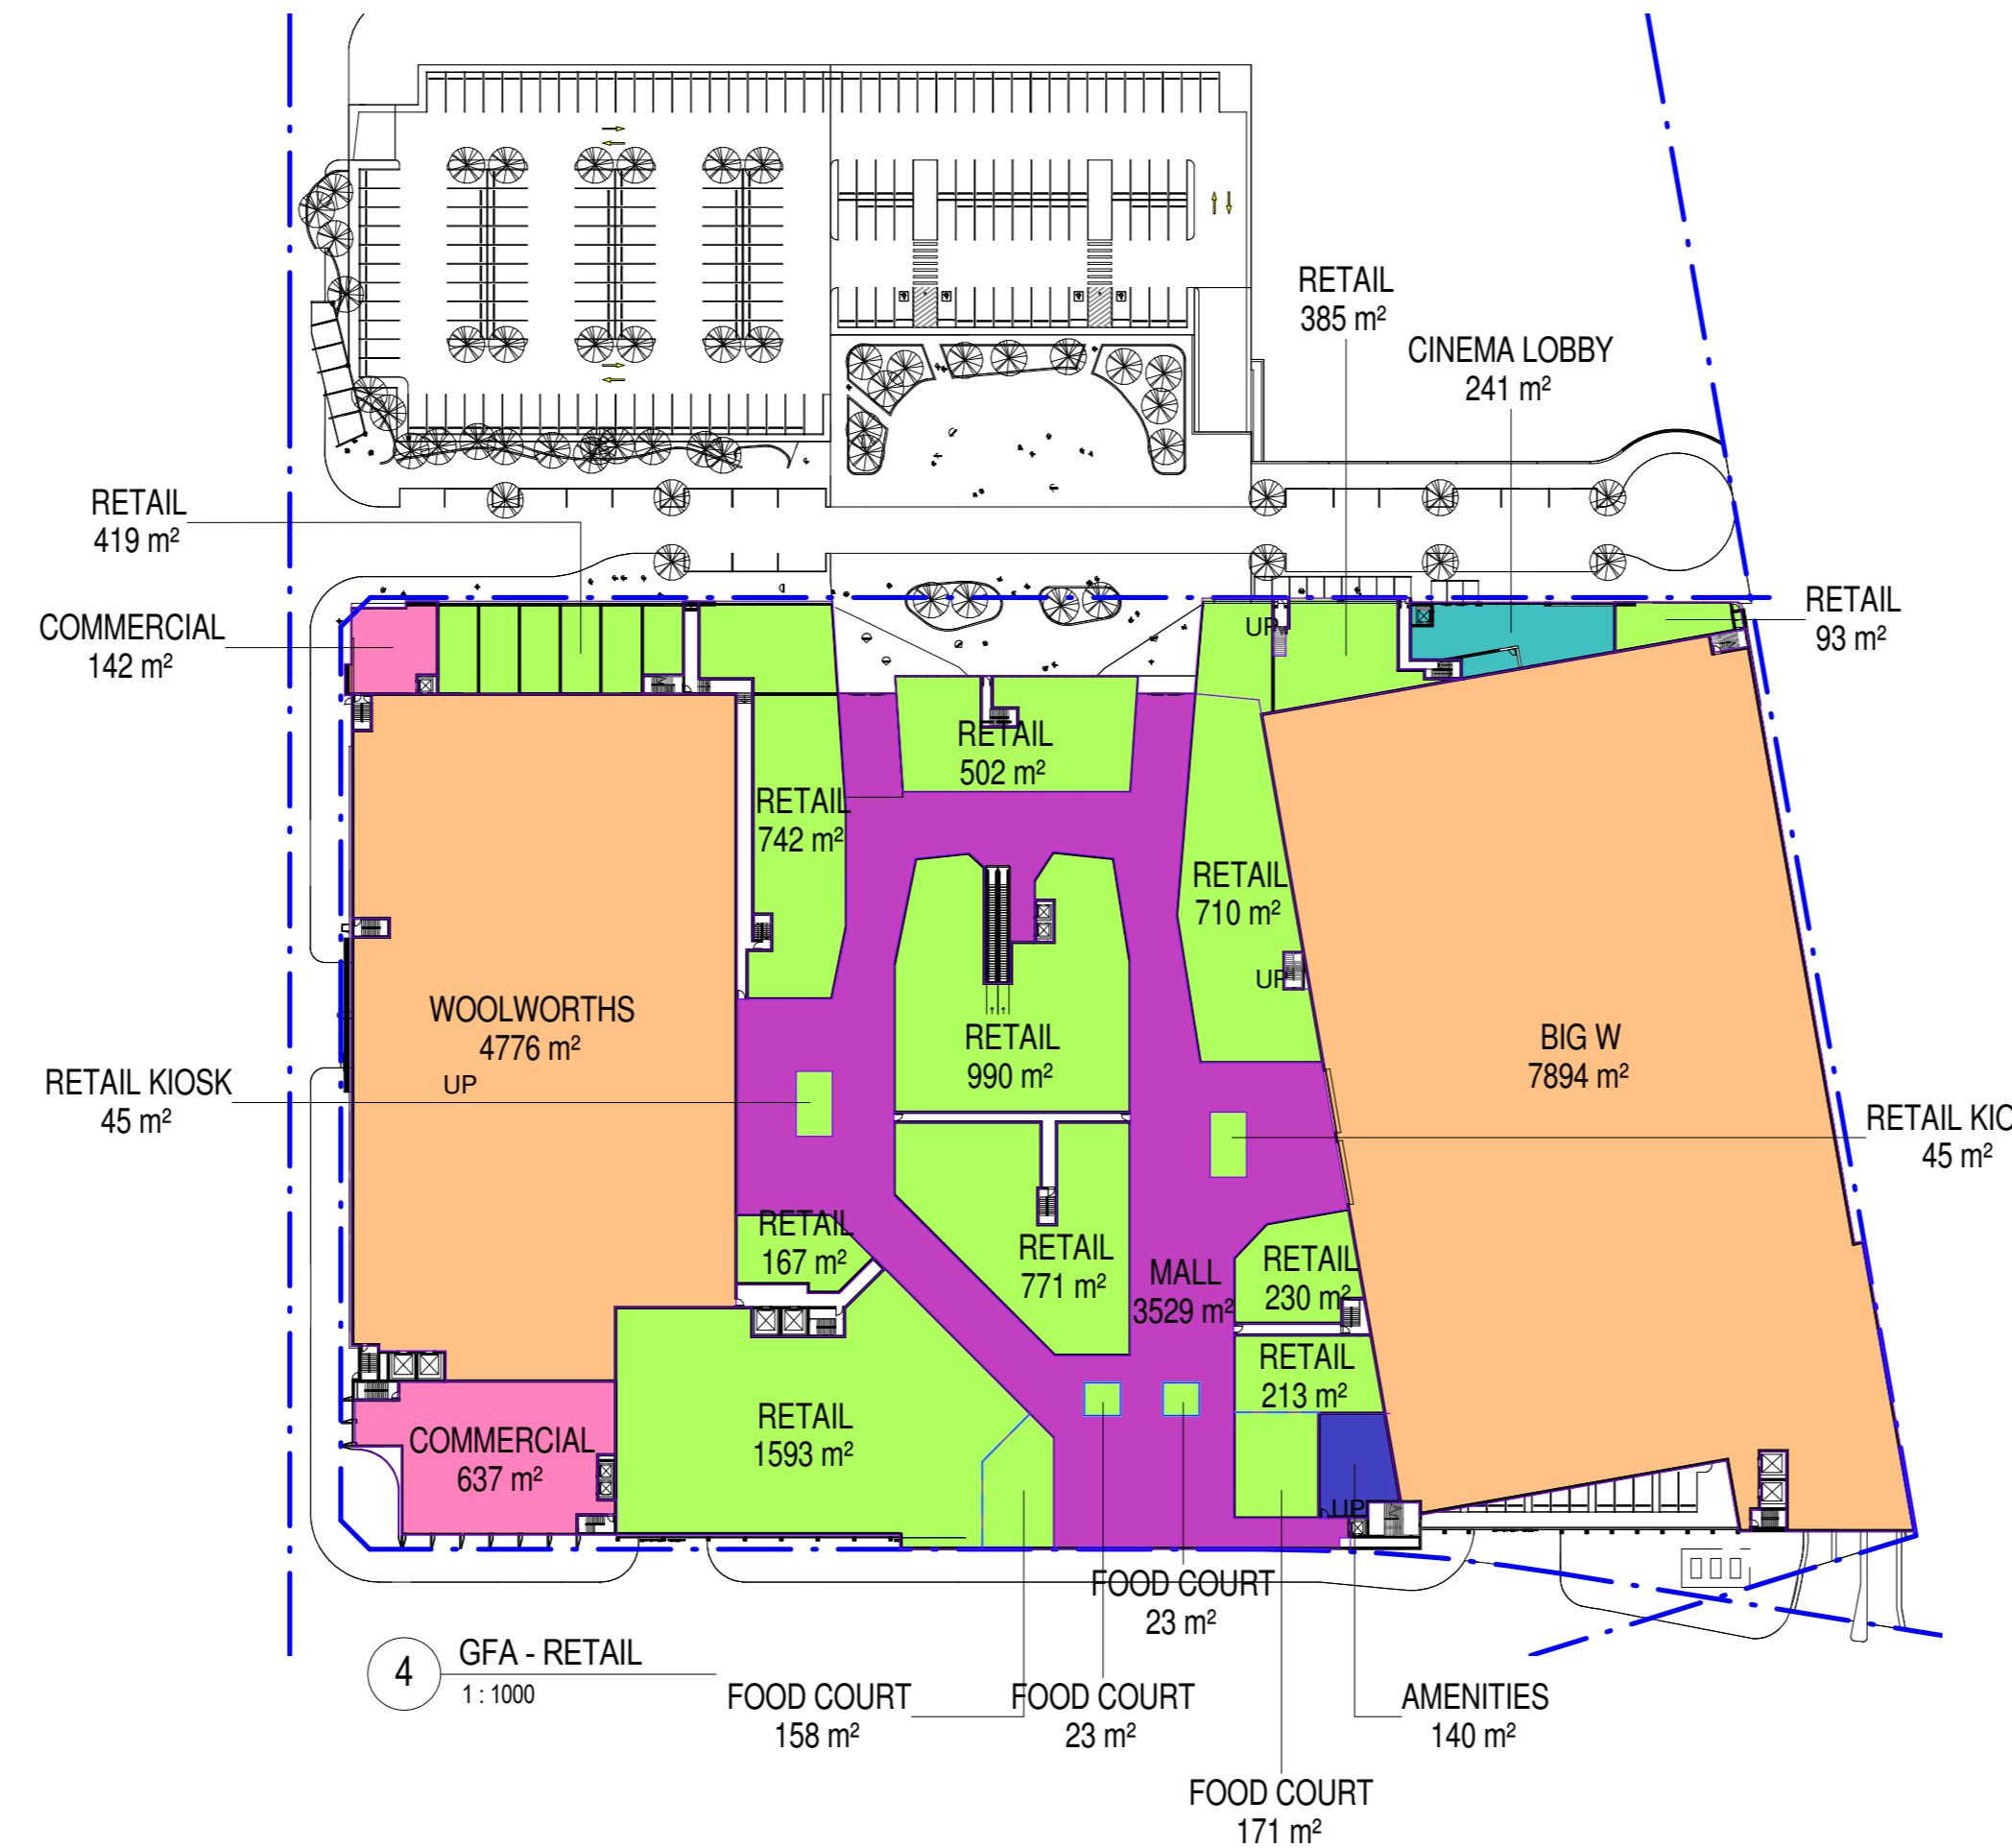 RETAIL
385 m²
CINEMA LOBBY
241 m²
RETAIL
419 m²
COMMERCIAL
142 m²
RETAIL
93 m²
UP
RETAIL
502 m²
RETAIL
742 m²
RETAIL
710 m²
UP
WOOLWORTHS
4776 m²
UP
RETAIL
990 m²
BIG W
7894 m²
RETAIL KIOSK
45 m²
RETAIL KIO
45 m²
RETAIL
167 m²
RETAIL
771 m²
MALL
3529 m²
RETAIL
230 m²
RETAIL
213 m²
RETAIL
1593 m²
COMMERCIAL
637 m²
UP
FOOD COURT
23 m²
4
GFA - RETAIL
1 : 1000
FOOD COURT
158 m²
FOOD COURT
23 m²
AMENITIES
140 m²
FOOD COURT
171 m²